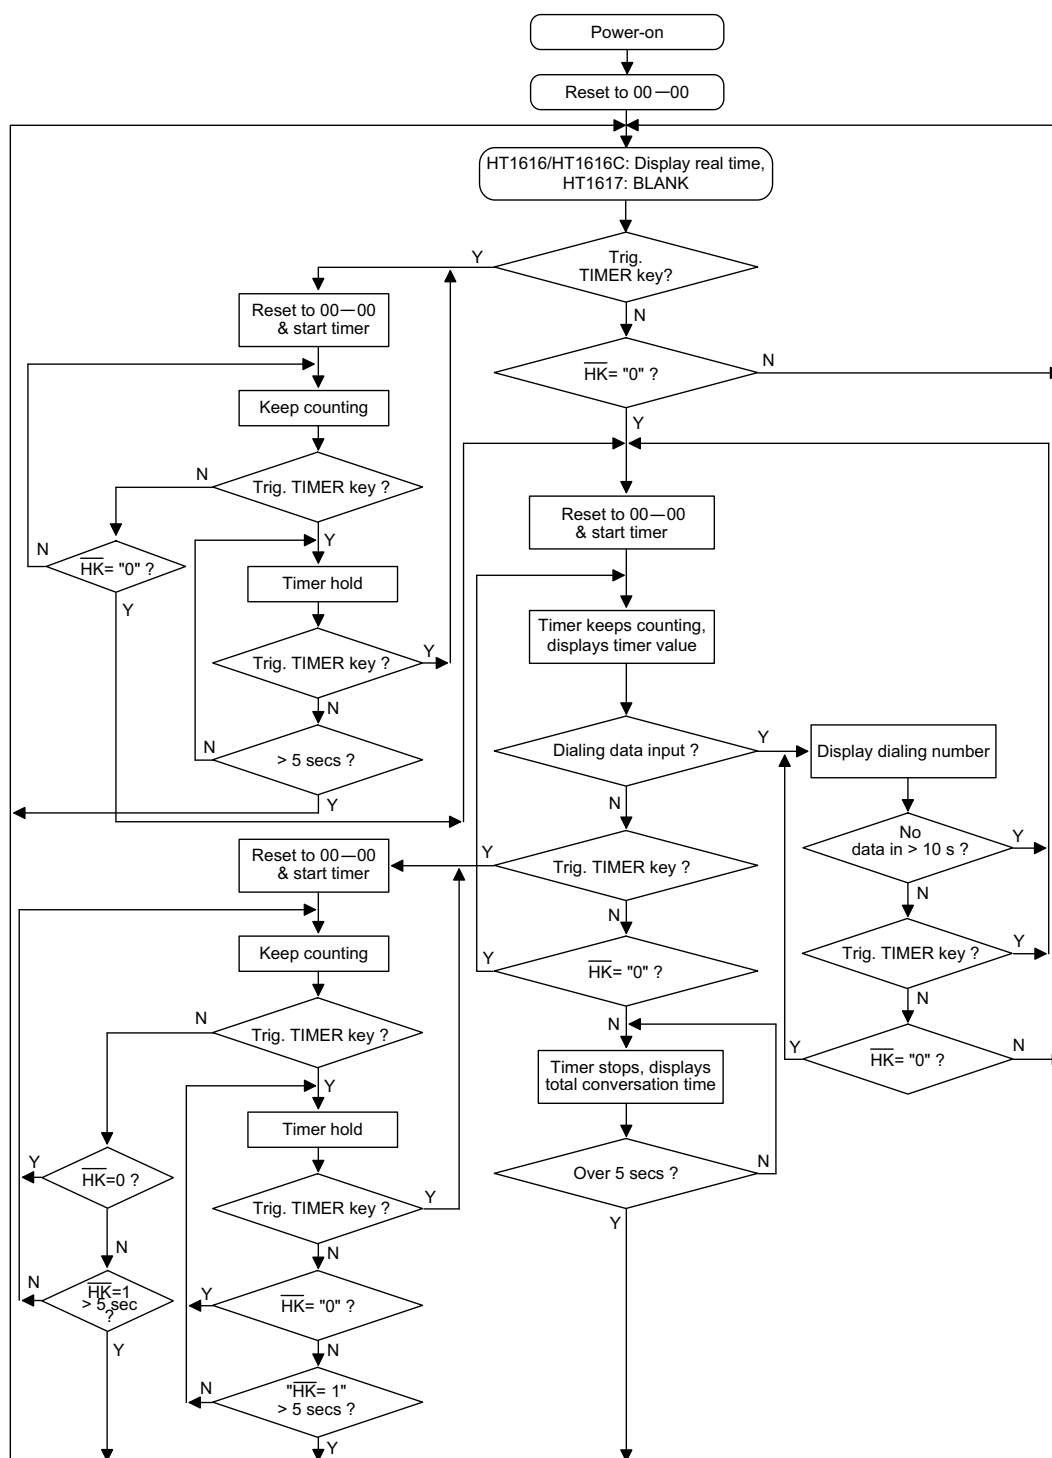 Power-on
Reset to 00—00
HT1616/HT1616C: Display real time,
HT1617: BLANK
Trig.
TIMER key?
Y
N
Reset to 00—00
& start timer
HK= "0" ?
N
Y
Keep counting
Trig. TIMER key ?
N
Y
HK= "0" ?
N
Y
Timer hold
Trig. TIMER key ?
Y
N
> 5 secs ?
N
Y
Reset to 00—00
& start timer
Timer keeps counting,
displays timer value
Dialing data input ?
Y
N
Display dialing number
No
data in > 10 s ?
Y
N
Trig. TIMER key ?
Y
N
HK= "0" ?
Y
N
Trig. TIMER key ?
Y
N
HK= "0" ?
Y
N
Timer stops, displays
total conversation time
Over 5 secs ?
N
Y
Reset to 00—00
& start timer
Keep counting
Trig. TIMER key ?
N
Y
HK=0 ?
Y
N
HK=1
> 5 sec
?
N
Y
Timer hold
Trig. TIMER key ?
Y
N
HK= "0" ?
Y
N
"HK= 1"
> 5 secs ?
N
Y